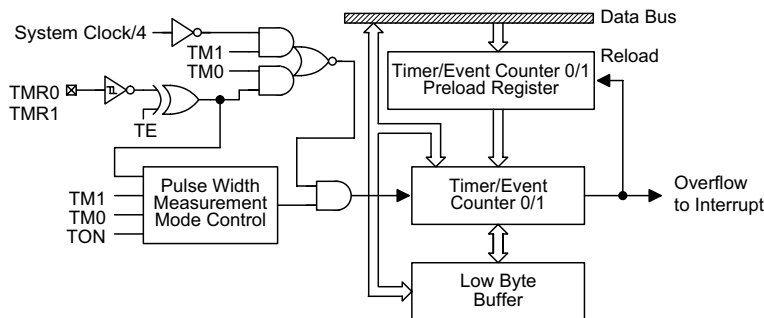 Data Bus
System Clock/4
TM1
TM0
Reload
Timer/Event Counter 0/1
Preload Register
TMR0
TMR1
TE
Pulse Width
Measurement
Mode Control
TM1
TM0
TON
Timer/Event
Counter 0/1
Overflow
to Interrupt
Low Byte
Buffer